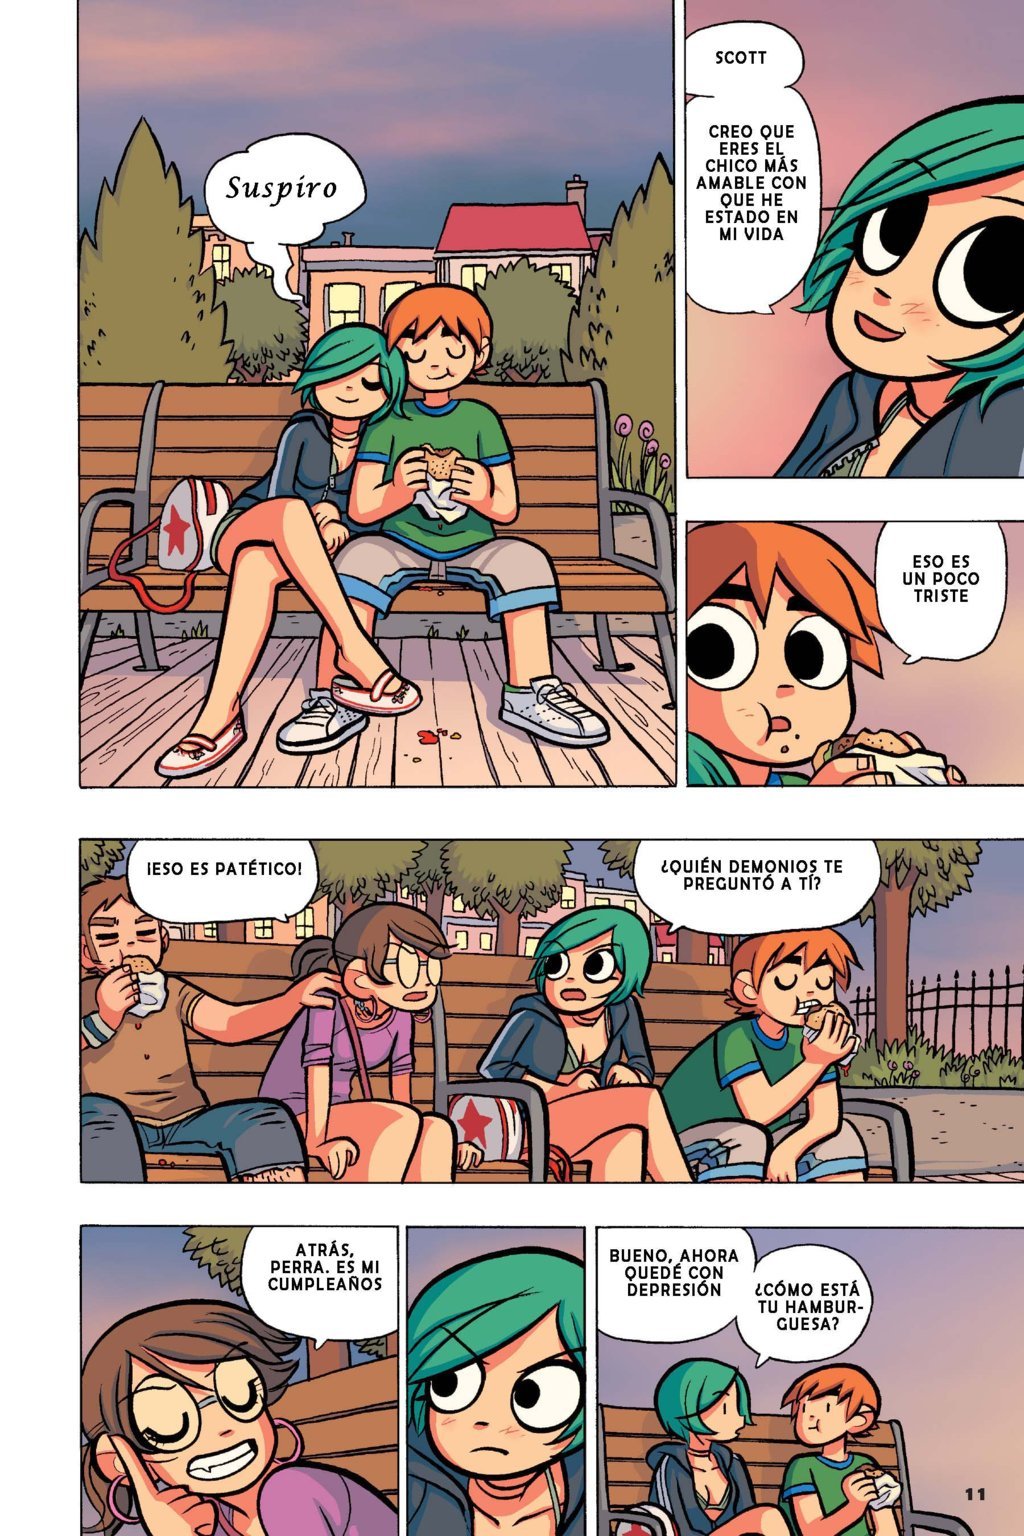 Suspiro
SCOTT
CREO QUE
ERES EL
CHICO MÁS
AMABLE CON
QUE HE
ESTADO EN
MI VIDA
ESO ES
UN POCO
TRISTE
¡ESO ES PATÉTICO!
¿QUIÉN DEMONIOS TE
PREGUNTÓ A TÍ?
ATRÁS,
PERRA. ES MI
CUMPLEAÑOS
BUENO, AHORA
QUEDÉ CON
DEPRESIÓN
¿CÓMO ESTÁ
TU HAMBUR-
GUESA?
11